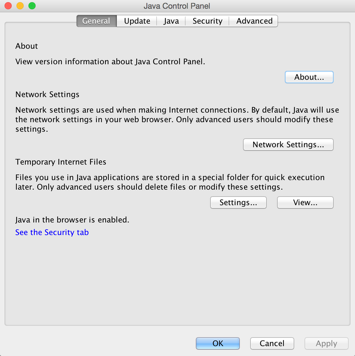 Java Control Panel
General Update Java Security Advanced
About
View version information about Java Control Panel.
About...
Network Settings
Network settings are used when making Internet connections. By default, Java will use
the network settings in your web browser. Only advanced users should modify these
settings.
Network Settings...
Temporary Internet Files
Files you use in Java applications are stored in a special folder for quick execution
later. Only advanced users should delete files or modify these settings.
Settings... View...
Java in the browser is enabled.
See the Security tab
OK Cancel Apply